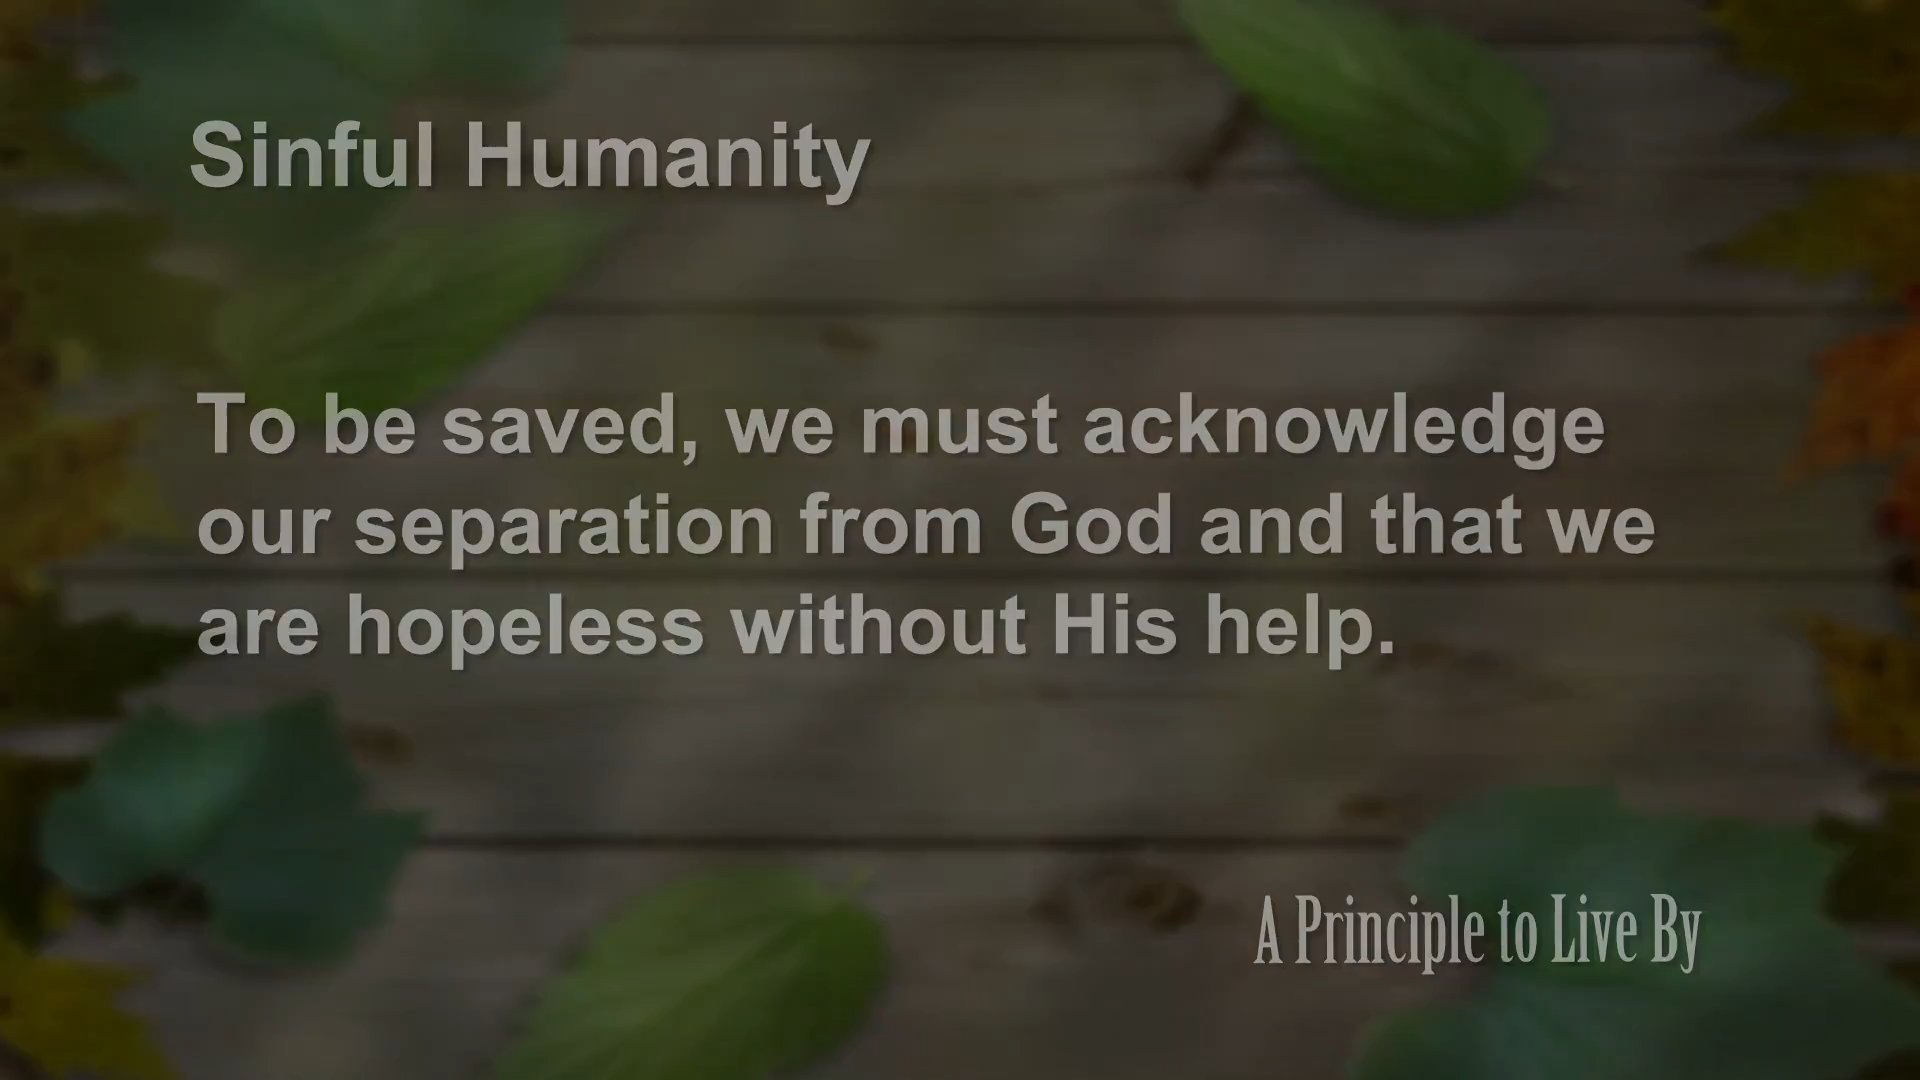 Sinful Humanity
To be saved, we must acknowledge
our separation from God and that we
are hopeless without His help.
A Principle to Live By